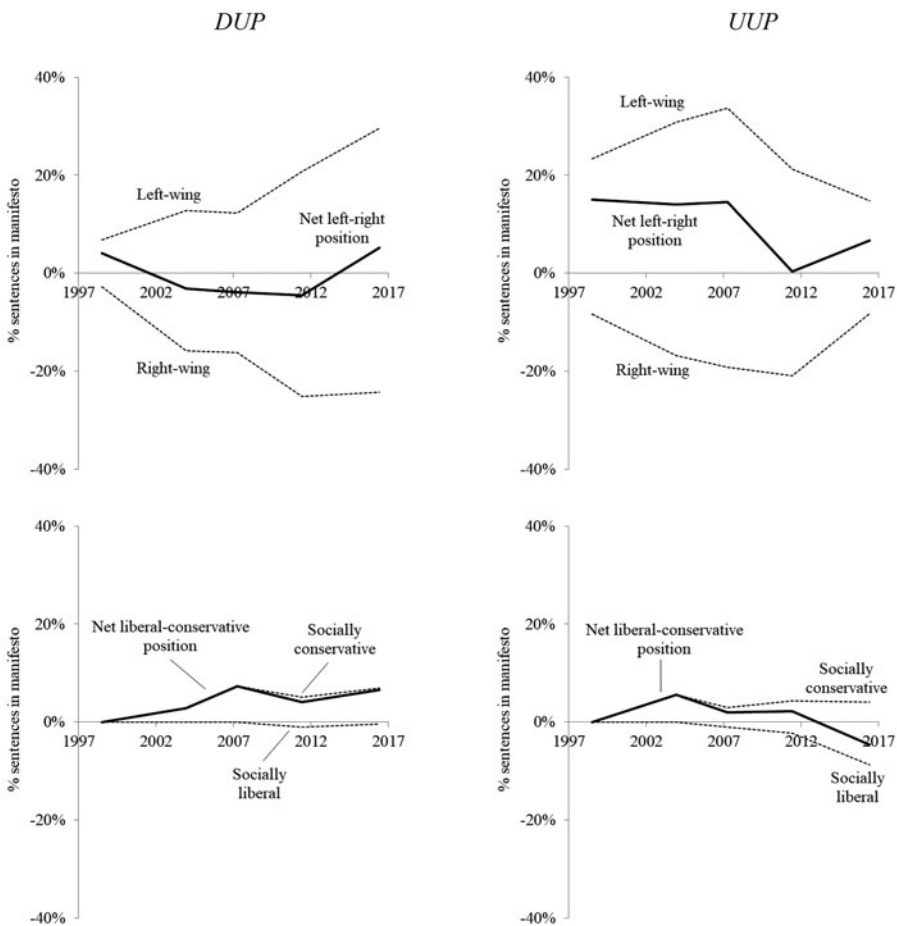 DUP
UUP
40%
Left-wing
20%
Net left-right
position
0%
1997 2002 2007 2012 2017
Right-wing
-20%
-40%
% sentences in manifesto
40%
Left-wing
20%
Net left-right
position
0%
1997 2002 2007 2012 2017
Right-wing
-20%
-40%
% sentences in manifesto
40%
20%
Net liberal-conservative
position
Socially
conservative
0%
1997 2002 2007 2012 2017
Socially
liberal
-20%
-40%
% sentences in manifesto
40%
20%
Net liberal-conservative
position
Socially
conservative
0%
1997 2002 2007 2012 2017
Socially
liberal
-20%
-40%
% sentences in manifesto